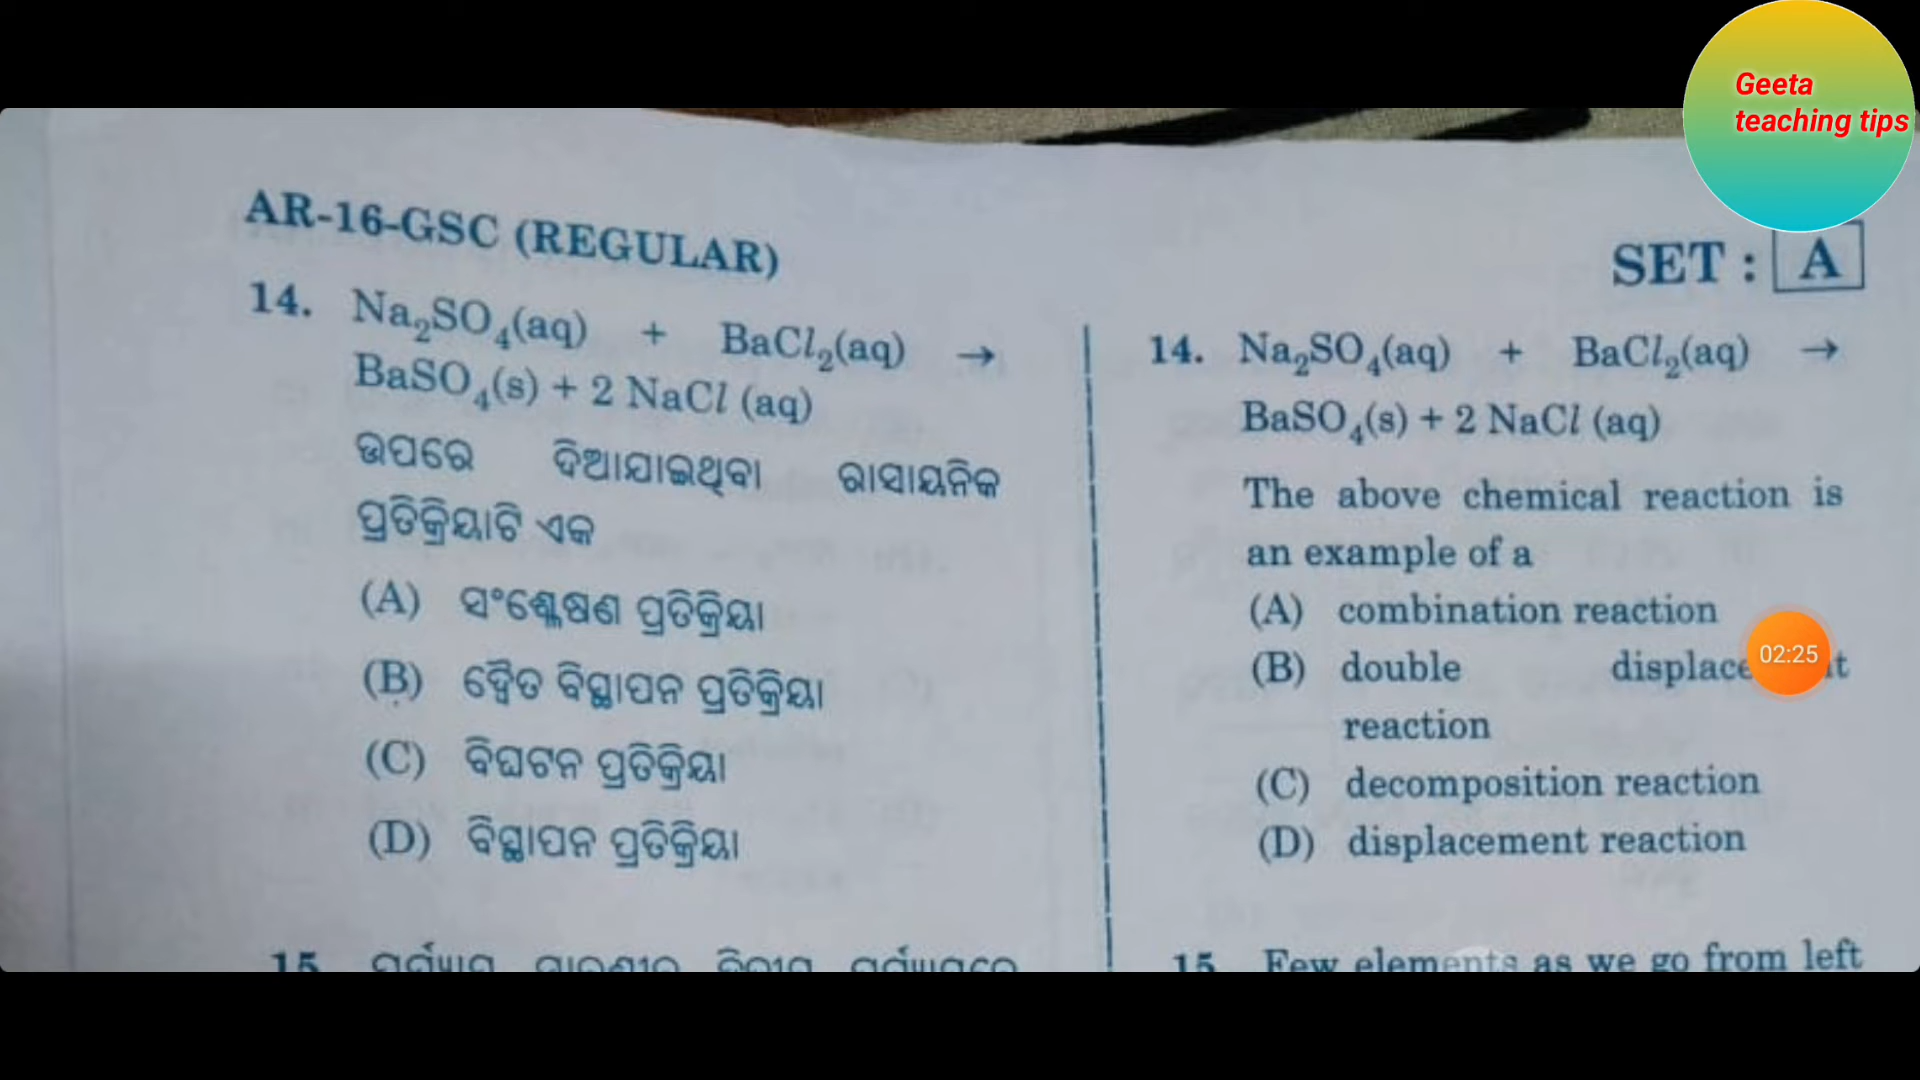 Geeta
teaching tips
AR-16-GSC (REGULAR)
SET : A
14. Na₂SO₄(aq) + BaCl₂(aq) →
BaSO₄(s) + 2 NaCl (aq)
ଉପରେ ଦିଆଯାଇଥିବା ରାସାୟନିକ
ପ୍ରତିକ୍ରିୟାଟି ଏକ
(A) ସଂଶ୍ଳେଷଣ ପ୍ରତିକ୍ରିୟା
(B) ଦ୍ୱୈତ ବିସ୍ଥାପନ ପ୍ରତିକ୍ରିୟା
(C) ବିଘଟନ ପ୍ରତିକ୍ରିୟା
(D) ବିସ୍ଥାପନ ପ୍ରତିକ୍ରିୟା
15
14. Na₂SO₄(aq) + BaCl₂(aq) →
BaSO₄(s) + 2 NaCl (aq)
The above chemical reaction is
an example of a
(A) combination reaction
(B) double
reaction
(C) decomposition reaction
(D) displacement reaction
15 Few elements as we go from left
02:25